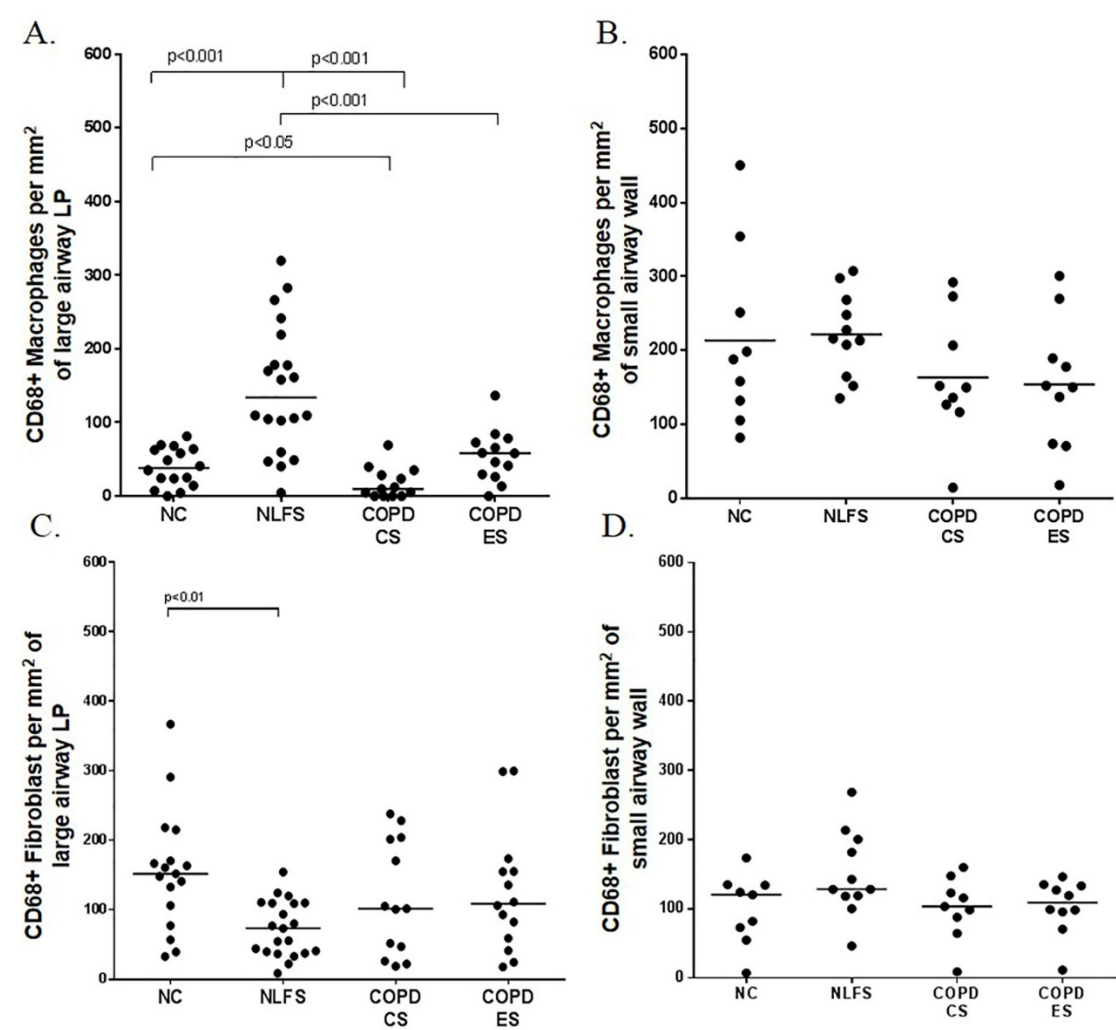 A.
CD68+ Macrophages per mm2
of large airway LP
600
500
400
300
200
100
0
p<0.001
p<0.001
p<0.001
p<0.05
NC
NLFS
COPD
CS
COPD
ES
B.
CD68+ Macrophages per mm2
of small airway wall
600
500
400
300
200
100
0
NC
NLFS
COPD
CS
COPD
ES
C.
CD68+ Fibroblast per mm2 of
large airway LP
600
500
400
300
200
100
0
p<0.01
NC
NLFS
COPD
CS
COPD
ES
D.
CD68+ Fibroblast per mm2 of
small airway wall
600
500
400
300
200
100
0
NC
NLFS
COPD
CS
COPD
ES